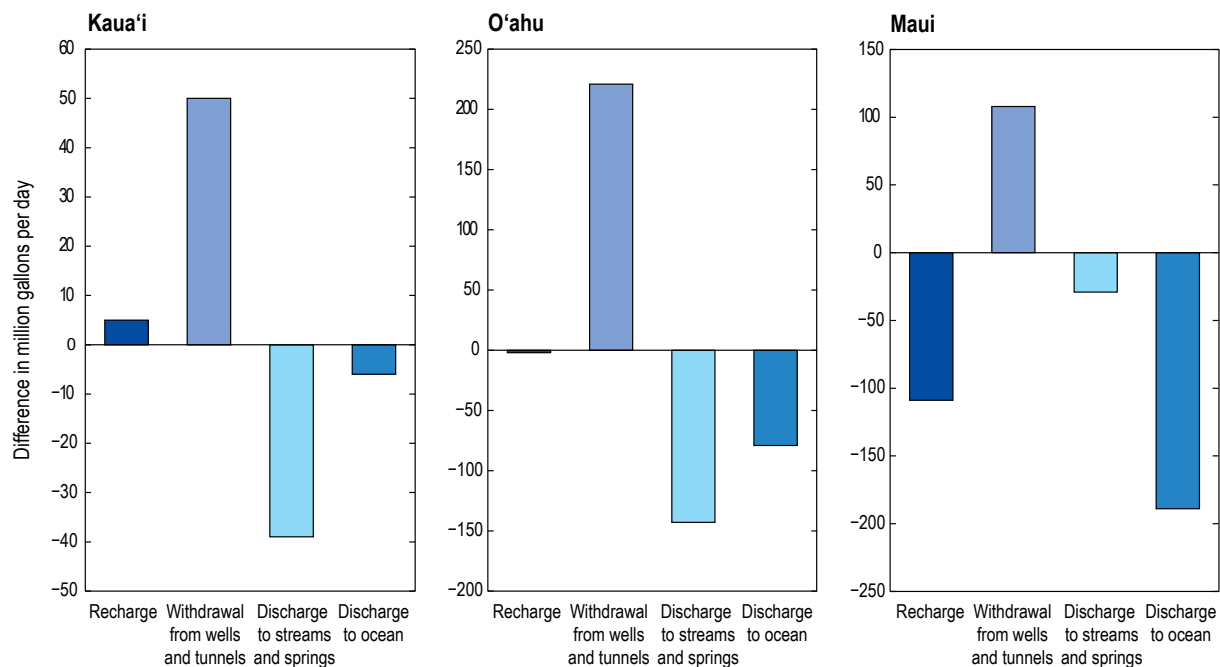 Kaua‘i
Difference in million gallons per day
60
50
40
30
20
10
0
−10
−20
−30
−40
−50
Recharge
Withdrawal
from wells
and tunnels
Discharge
to streams
and springs
Discharge
to ocean
O‘ahu
250
200
150
100
50
0
−50
−100
−150
−200
Recharge
Withdrawal
from wells
and tunnels
Discharge
to streams
and springs
Discharge
to ocean
Maui
150
100
50
0
−50
−100
−150
−200
−250
Recharge
Withdrawal
from wells
and tunnels
Discharge
to streams
and springs
Discharge
to ocean